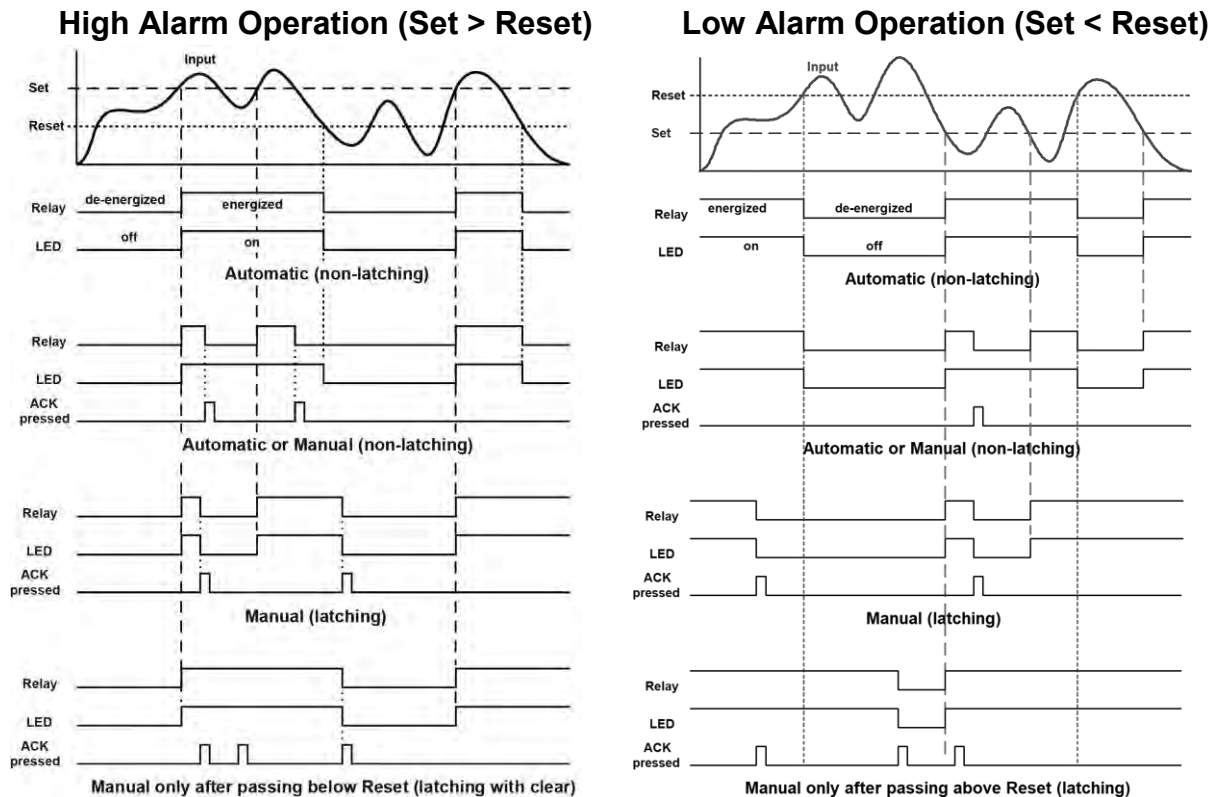 High Alarm Operation (Set > Reset)
Input
Set
Reset
de-energized
energized
Relay
off
on
LED
Automatic (non-latching)
Relay
LED
ACK
pressed
Automatic or Manual (non-latching)
Relay
LED
ACK
pressed
Manual (latching)
Relay
LED
ACK
pressed
Manual only after passing below Reset (latching with clear)
Low Alarm Operation (Set < Reset)
Input
Reset
Set
energized
de-energized
Relay
on
off
LED
Automatic (non-latching)
Relay
LED
ACK
pressed
Automatic or Manual (non-latching)
Relay
LED
ACK
pressed
Manual (latching)
Relay
LED
ACK
pressed
Manual only after passing above Reset (latching)